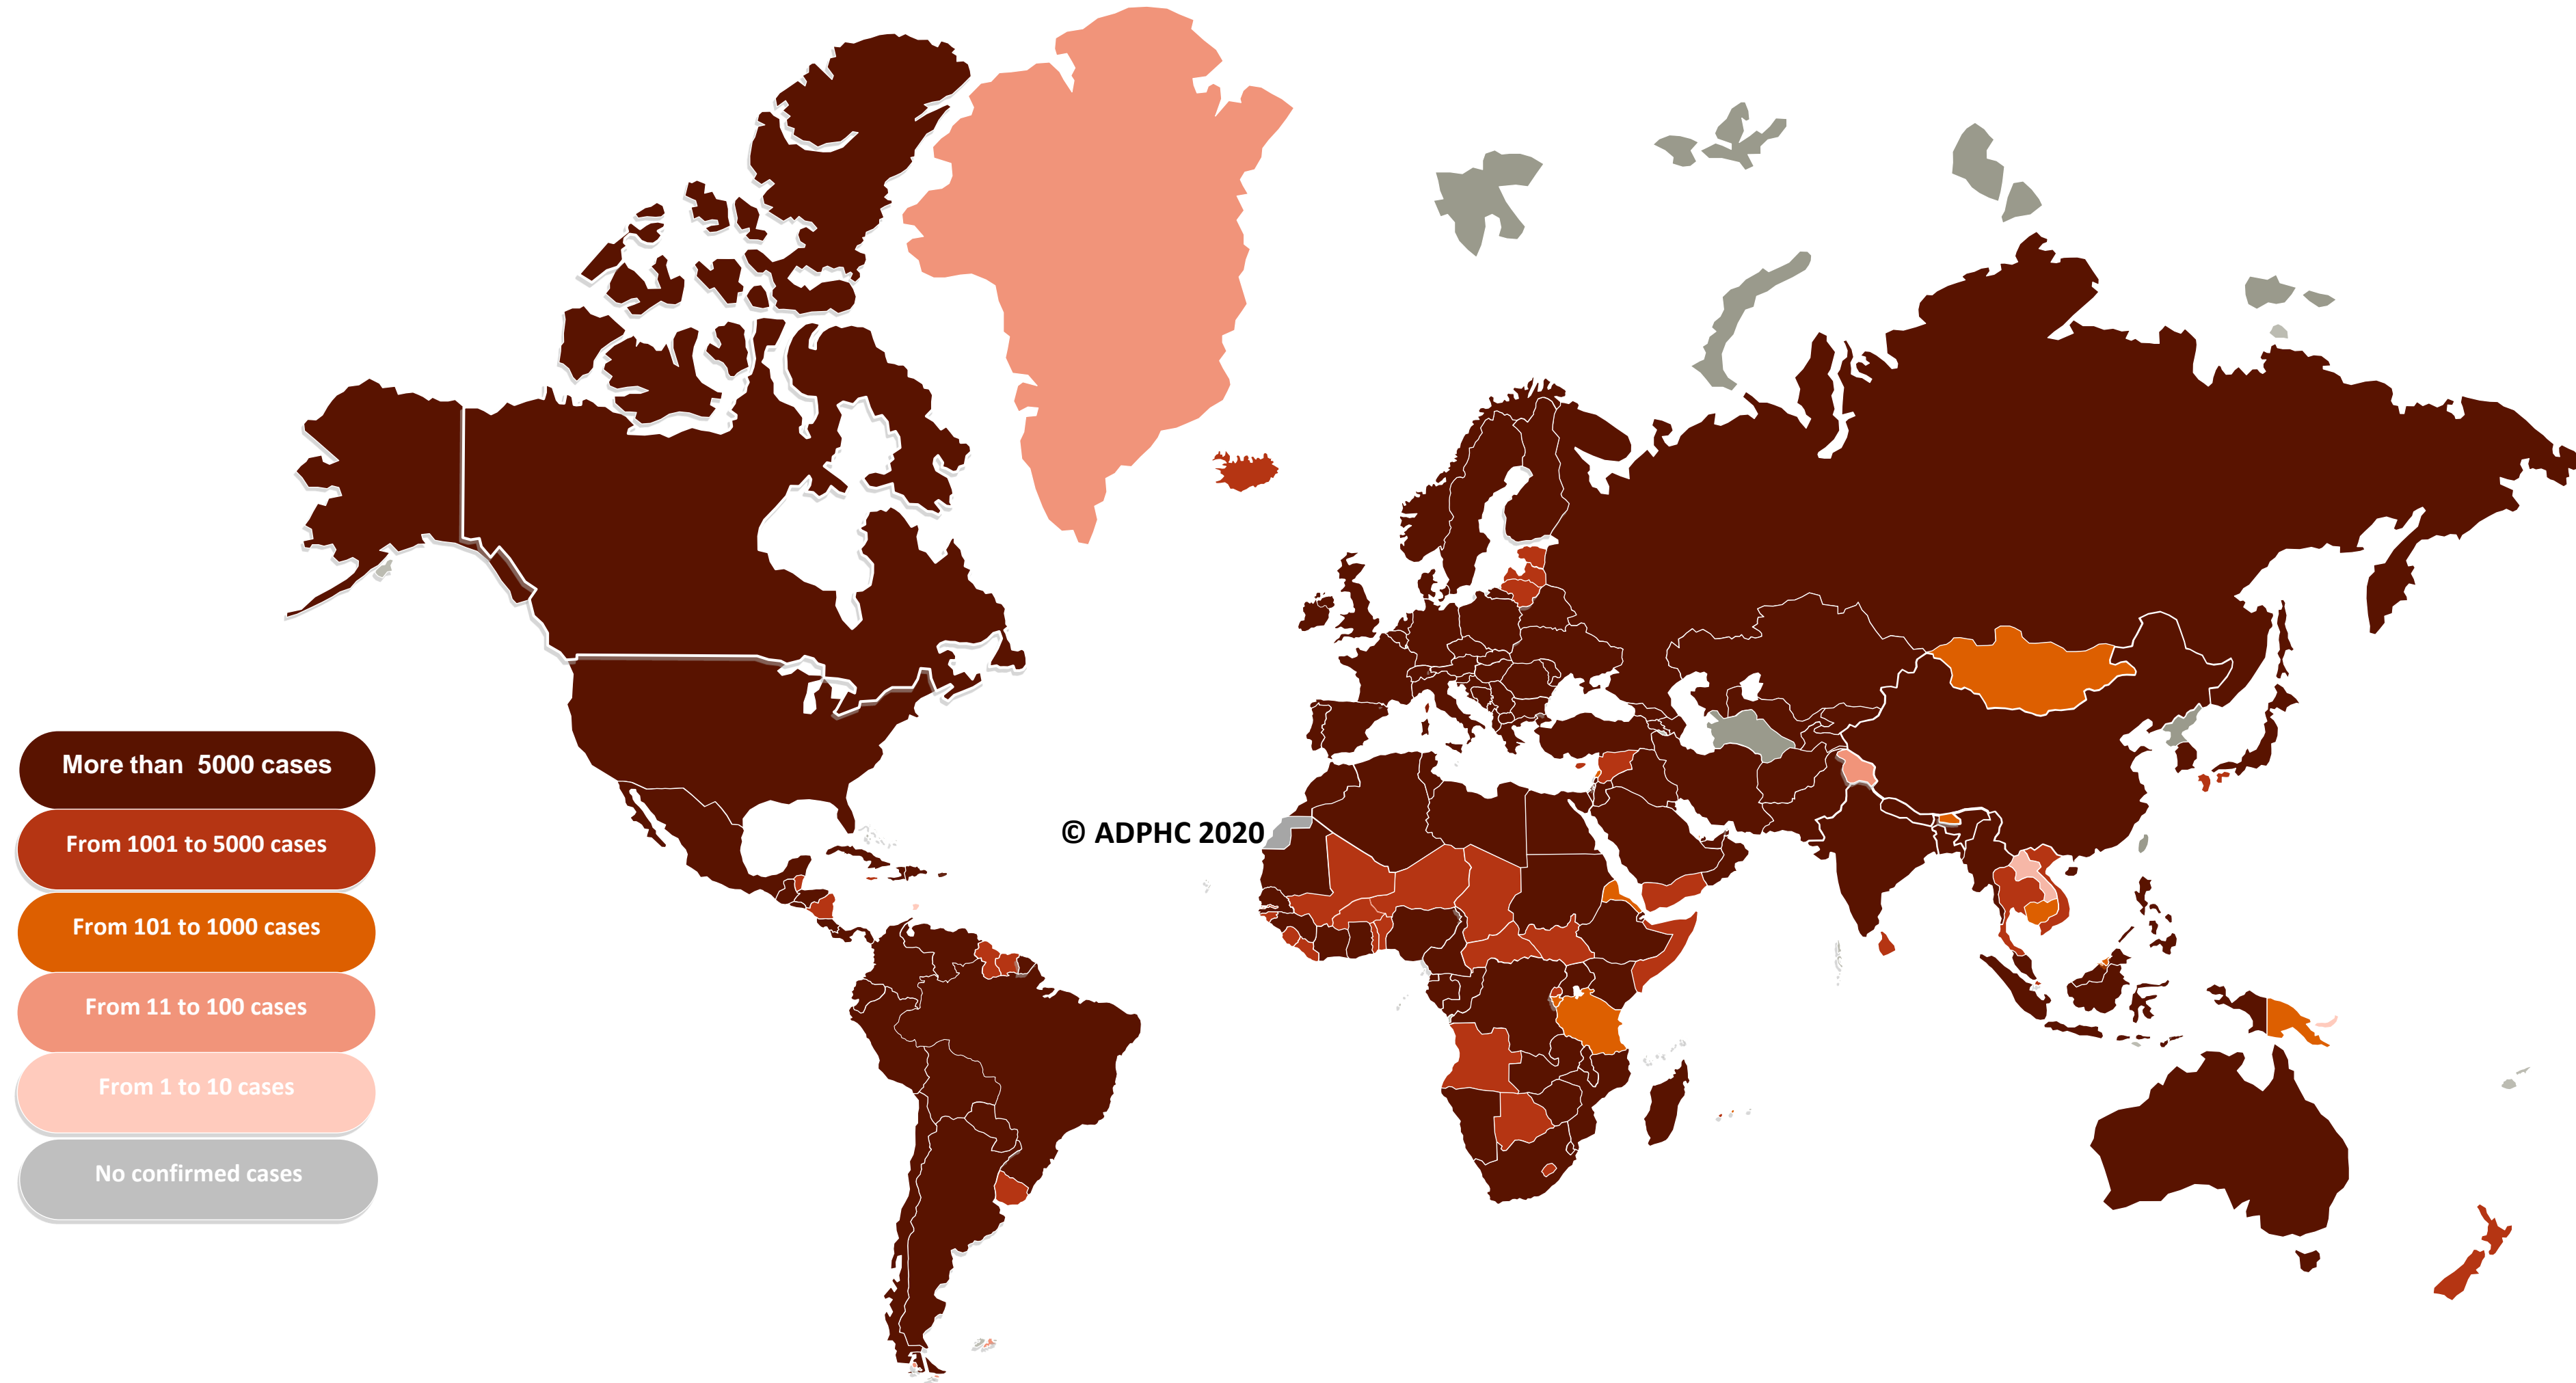 More than  5000 cases
From 1001 to 5000 cases
© ADPHC 2020
From 101 to 1000 cases
From 11 to 100 cases
From 1 to 10 cases
No confirmed cases